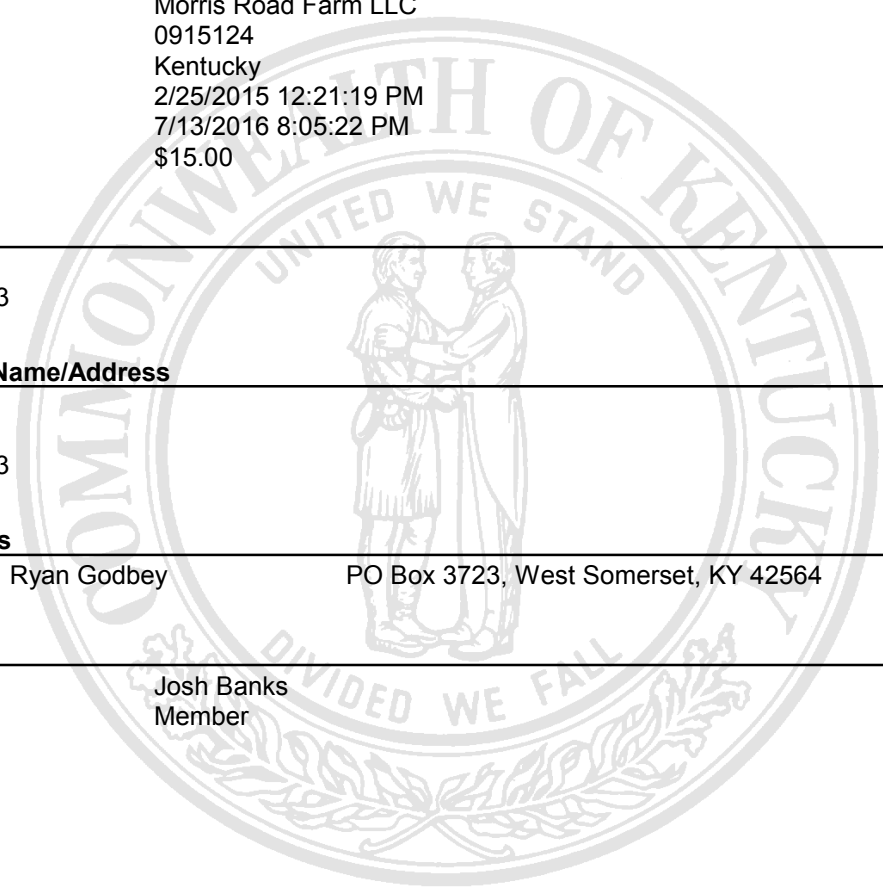 Morris Road Farm LLC
0915124
Kentucky
2/25/2015 12:21:19 PM
7/13/2016 8:05:22 PM
$15.00
3
Name/Address
3
s
Ryan Godbey PO Box 3723, West Somerset, KY 42564
Josh Banks
Member
COMMONWEALTH OF KENTUCKY
UNITED WE STAND
DIVIDED WE FALL